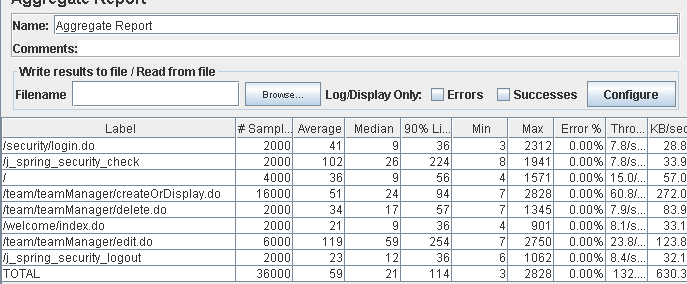 Aggregate Report
Name: Aggregate Report
Comments:
Write results to file / Read from file
Filename Browse... Log/Display Only: Errors Successes Configure
Label # Sampl... Average Median 90% Li... Min Max Error % Thro... KB/sec
/security/login.do 2000 41 9 36 3 2312 0.00% 7.8/s... 28.8
/j_spring_security_check 2000 102 26 224 8 1941 0.00% 7.8/s... 33.9
/ 4000 36 9 56 4 1571 0.00% 15.0/... 57.0
/team/teamManager/createOrDisplay.do 16000 51 24 94 7 2828 0.00% 60.8/... 272.0
/team/teamManager/delete.do 2000 34 17 57 7 1345 0.00% 7.9/s... 83.9
/welcome/index.do 2000 21 9 36 4 901 0.00% 8.1/s... 33.1
/team/teamManager/edit.do 6000 119 59 254 7 2750 0.00% 23.8/... 123.8
/j_spring_security_logout 2000 23 12 36 6 1062 0.00% 8.4/s... 32.1
TOTAL 36000 59 21 114 3 2828 0.00% 132.... 630.3